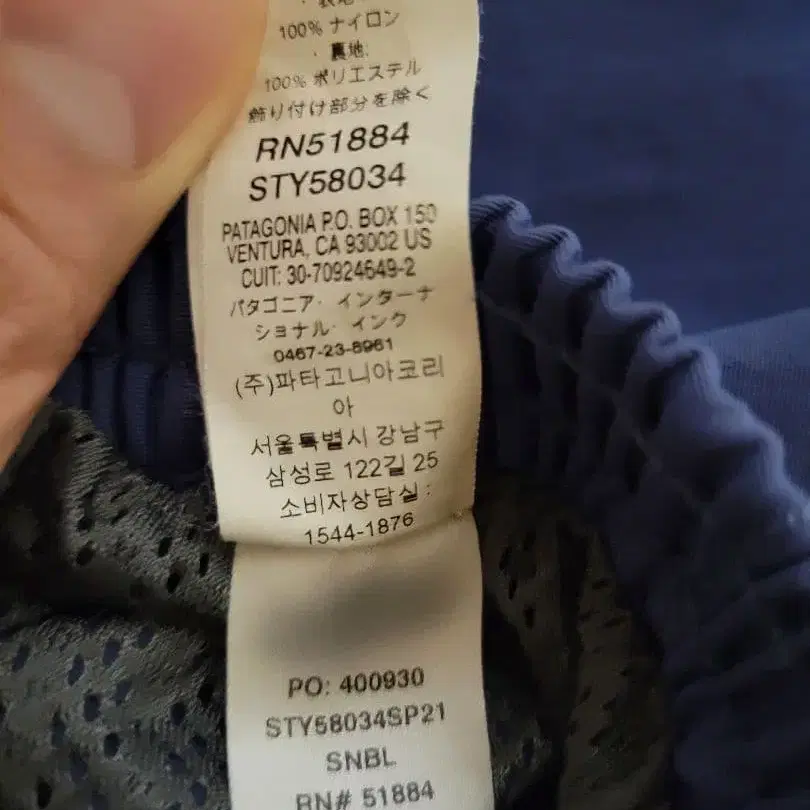 · 表地:
100% ナイロン
· 裏地:
100% ポリエステル
飾り付け部分を除く
RN51884
STY58034
PATAGONIA P.O. BOX 150
VENTURA, CA 93002 US
CUIT: 30-70924649-2
パタゴニア· インターナ
ショナル· インク
0467-23-8961
(주)파타고니아코리
아
서울특별시 강남구
삼성로 122길 25
소비자상담실:
1544-1876
PO: 400930
STY58034SP21
SNBL
RN# 51884